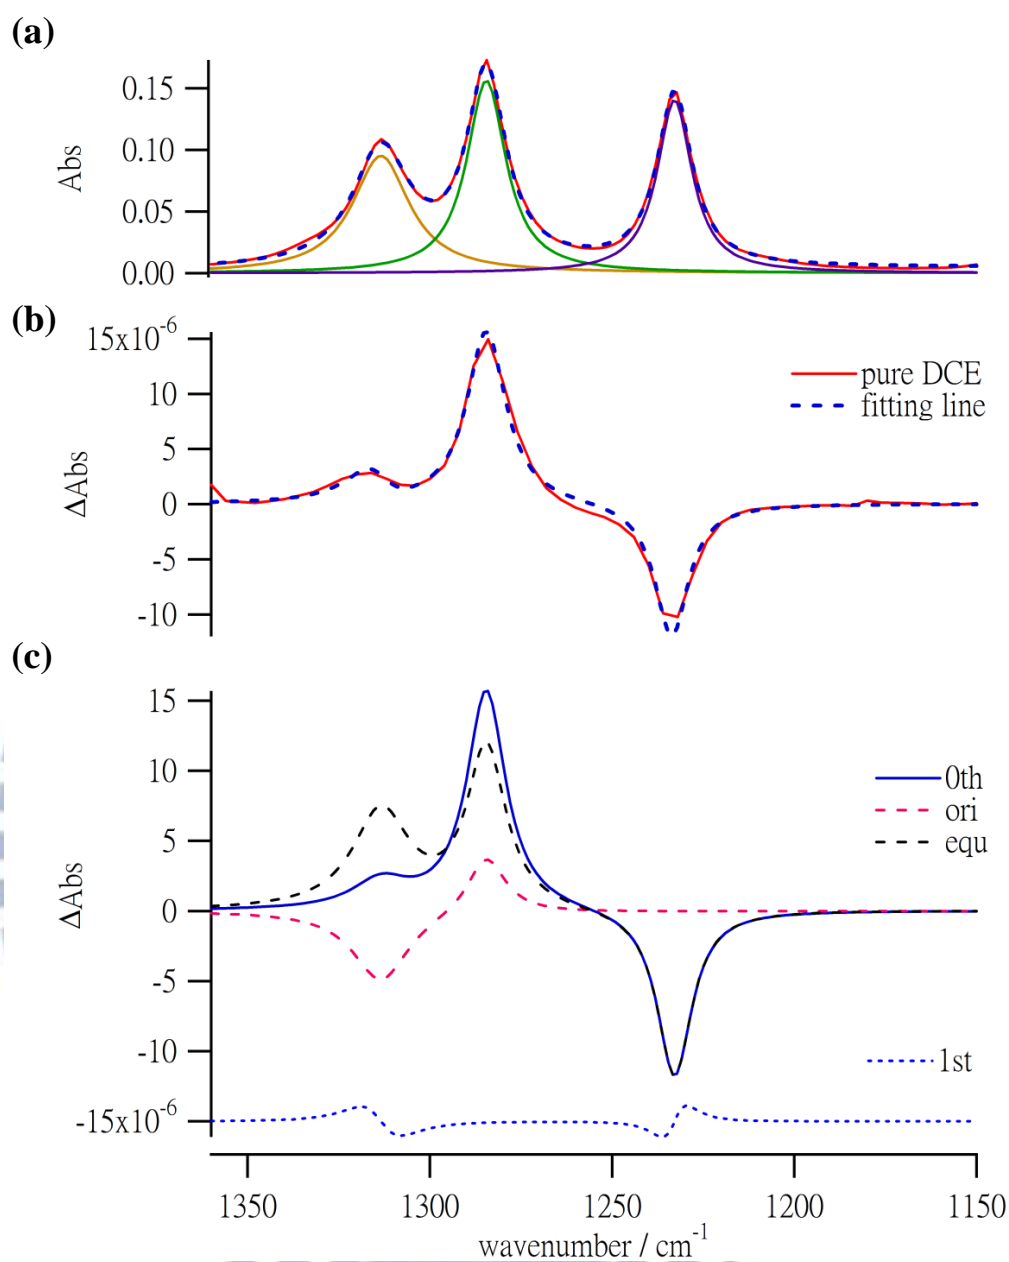 (a)
0.15
0.10
0.05
0.00
Abs
(b)
15x10-6
10
5
0
-5
-10
ΔAbs
pure DCE
fitting line
(c)
15
10
5
0
-5
-10
-15x10-6
ΔAbs
0th
ori
equ
1st
1350 1300 1250 1200 1150
wavenumber / cm-1